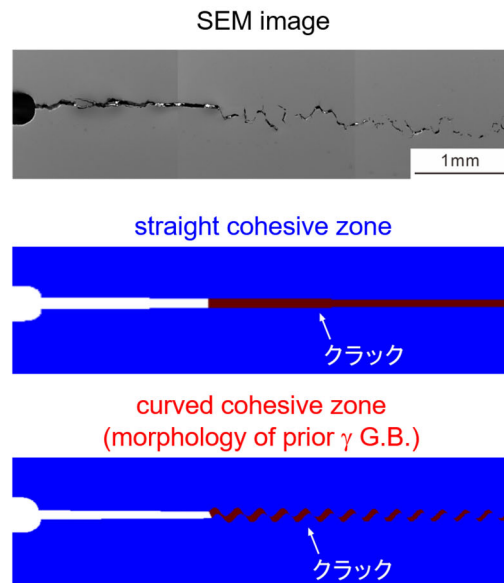 SEM image
1mm
straight cohesive zone
クラック
curved cohesive zone
(morphology of prior γ G.B.)
クラック